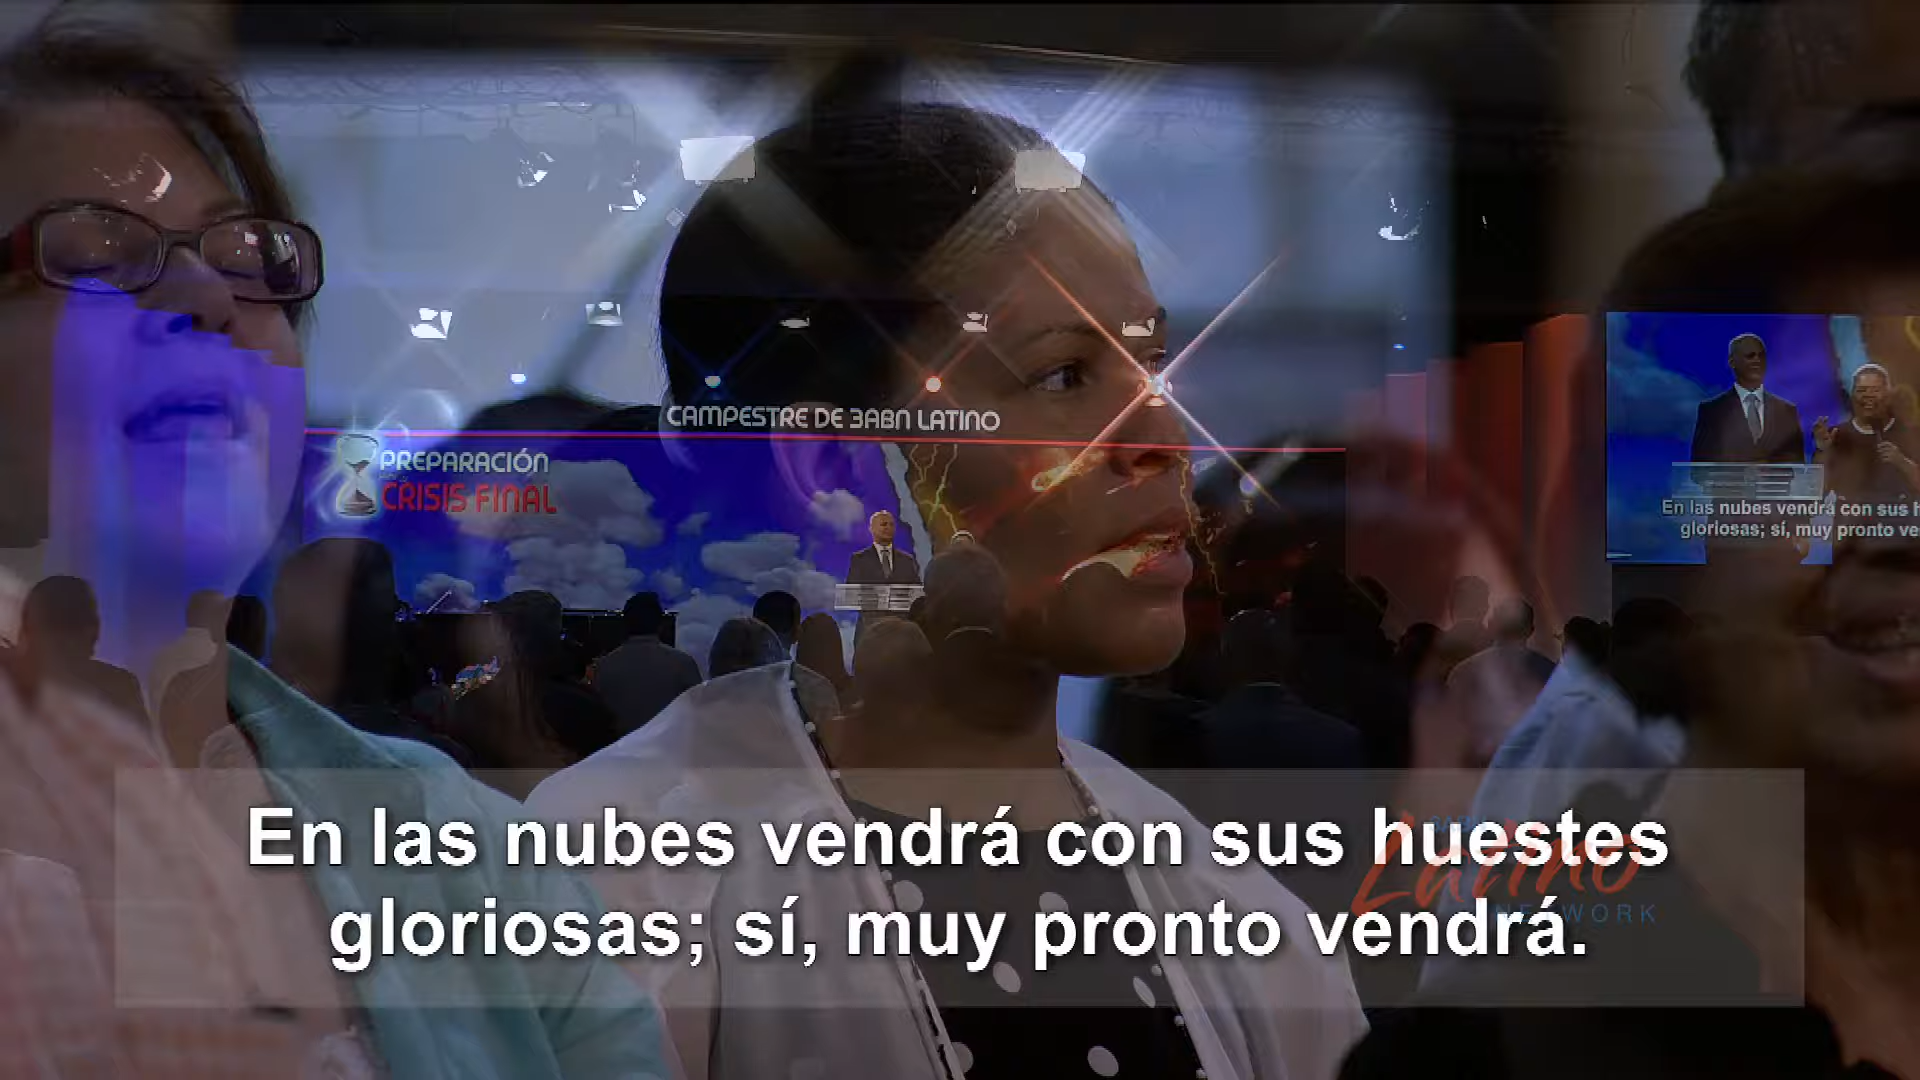 CAMPESTRE DE 3ABN LATINO
PREPARACIÓN
CRISIS FINAL
En las nubes vendrá con sus h
gloriosas; sí, muy pronto ve
En las nubes vendrá con sus huestes
gloriosas; sí, muy pronto vendrá.
Latino
NETWORK